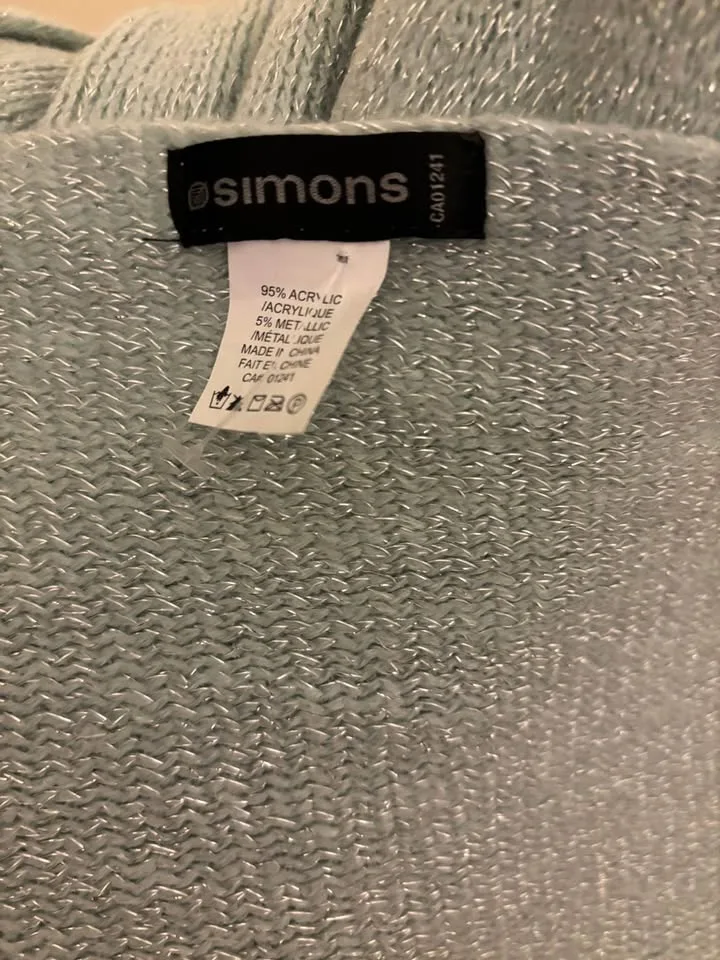 simons
CA01241
95% ACRYLIC
/ACRYLIQUE
5% METALLIC
/MÉTALLIQUE
MADE IN CHINA
FAIT EN CHINE
CA# 01241